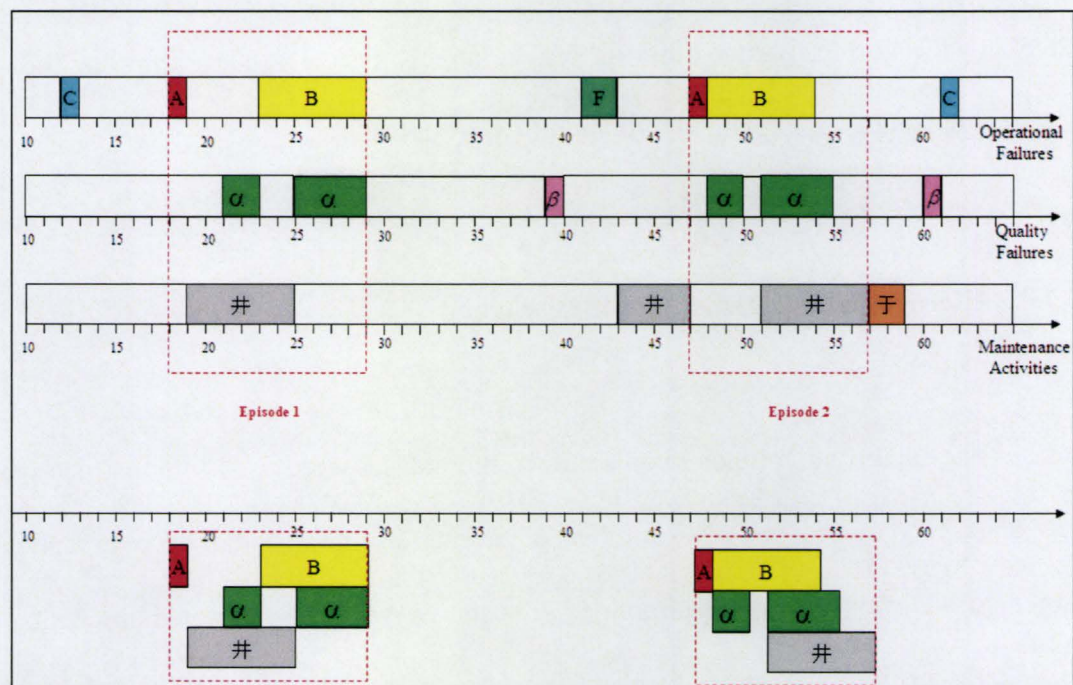 C A B F A B C
10 15 20 25 30 35 40 45 50 55 60
Operational
Failures
α α β α α β
10 15 20 25 30 35 40 45 50 55 60
Quality
Failures
井 井 井 于
10 15 20 25 30 35 40 45 50 55 60
Maintenance
Activities
Episode 1 Episode 2
10 15 20 25 30 35 40 45 50 55 60
A B A B
α α α α
井 井